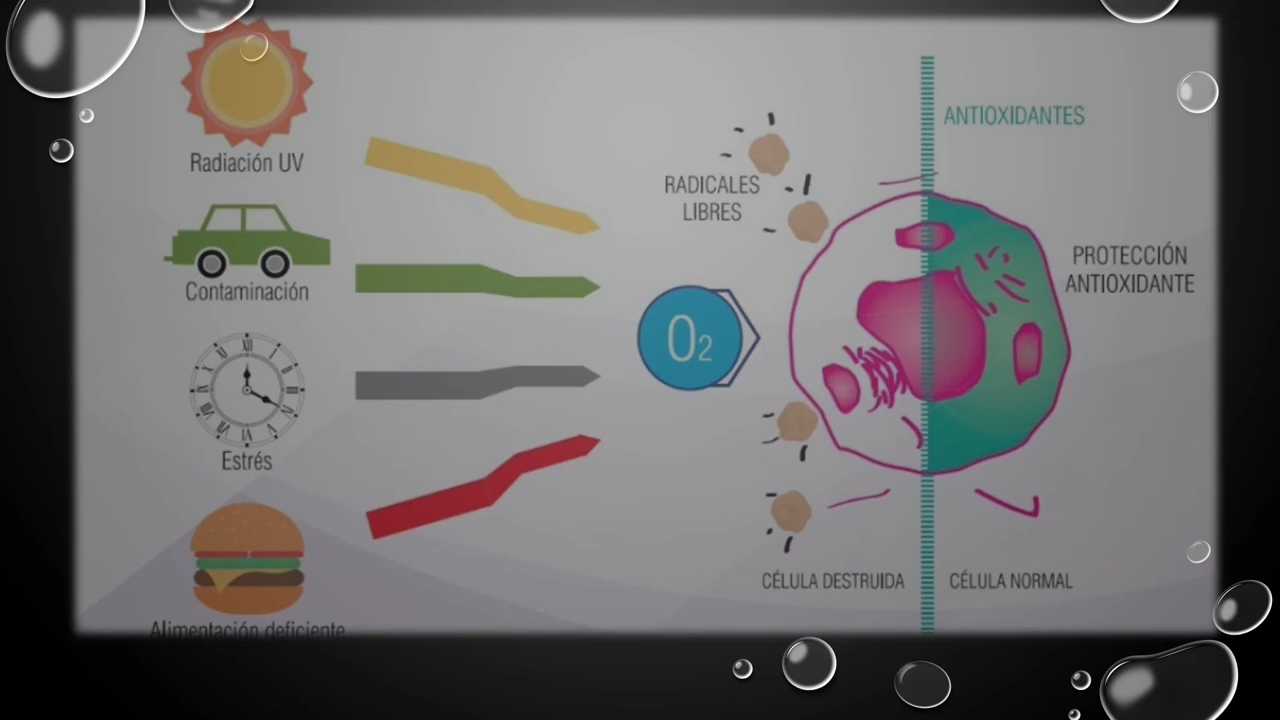 Radiación UV
Contaminación
Estrés
Alimentación deficiente
RADICALES
LIBRES
O2
ANTIOXIDANTES
PROTECCIÓN
ANTIOXIDANTE
CÉLULA DESTRUIDA
CÉLULA NORMAL